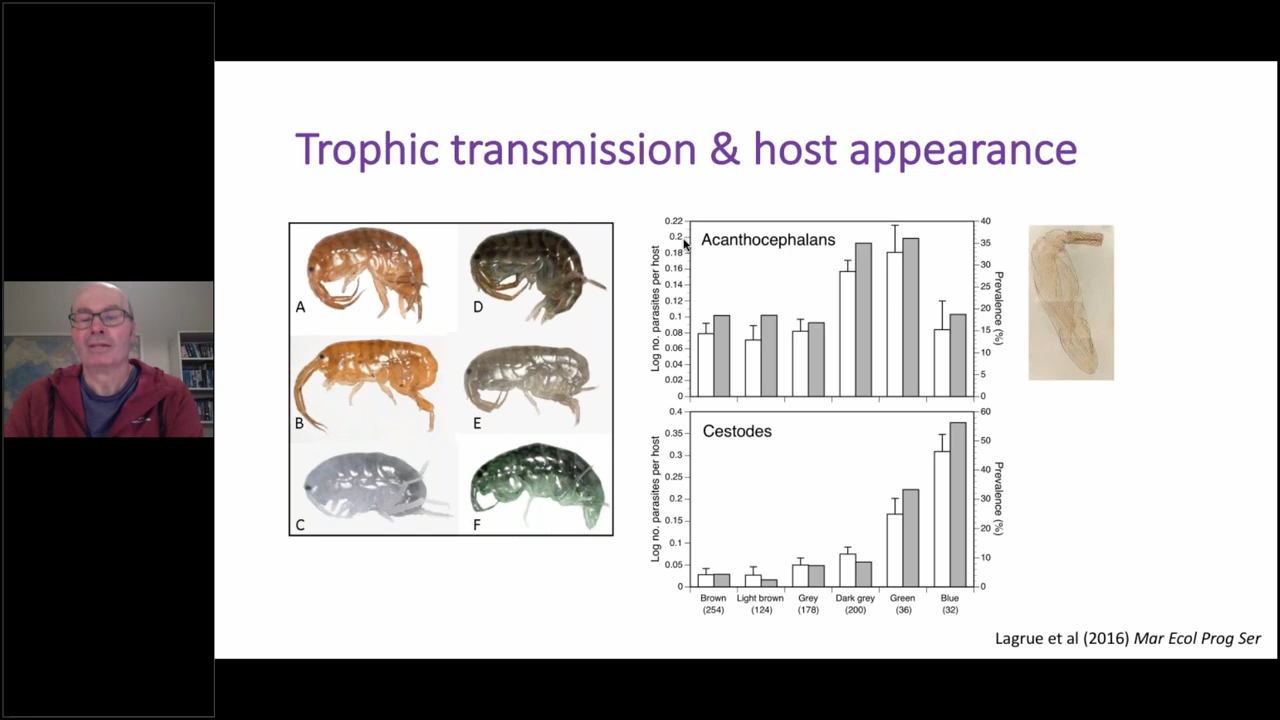 Trophic transmission & host appearance
A
B
C
D
E
F
Acanthocephalans
Log no. parasites per host
0.22
0.2
0.18
0.16
0.14
0.12
0.1
0.08
0.06
0.04
0.02
0
40
35
30
25
20
15
10
5
0
Prevalence (%)
Cestodes
Log no. parasites per host
0.4
0.35
0.3
0.25
0.2
0.15
0.1
0.05
0
60
50
40
30
20
10
0
Prevalence (%)
Brown Light brown Grey Dark grey Green Blue
(254) (124) (178) (200) (36) (32)
Lagrue et al (2016) Mar Ecol Prog Ser